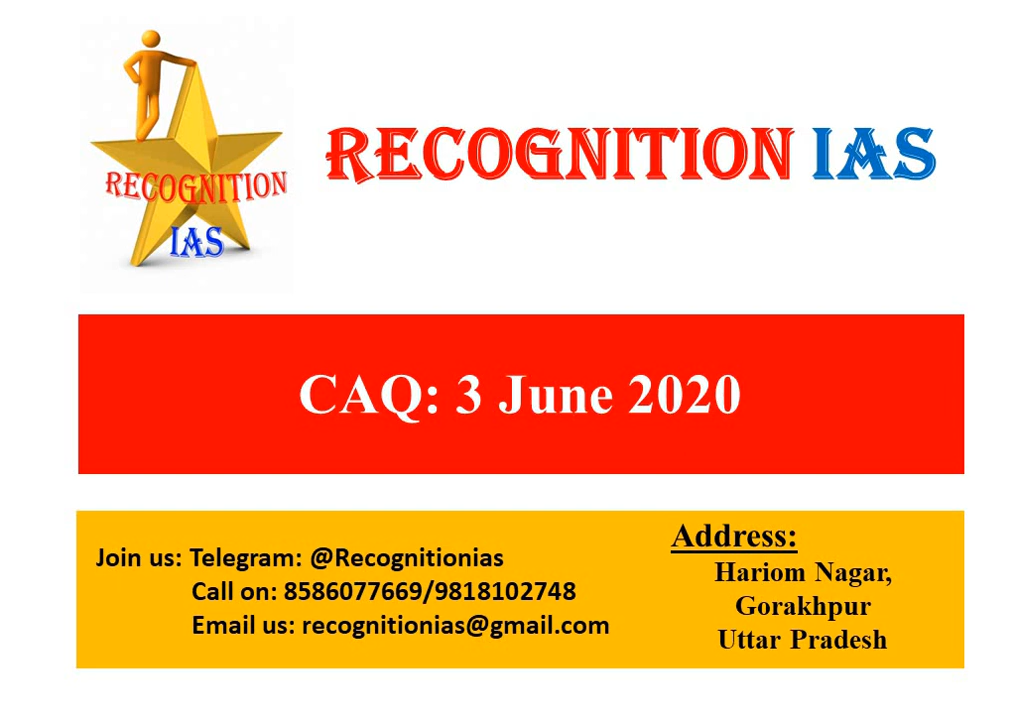 RECOGNITION
IAS
RECOGNITION IAS
CAQ: 3 June 2020
Join us: Telegram: @Recognitionias
Call on: 8586077669/9818102748
Email us: recognitionias@gmail.com
Address:
Hariom Nagar,
Gorakhpur
Uttar Pradesh